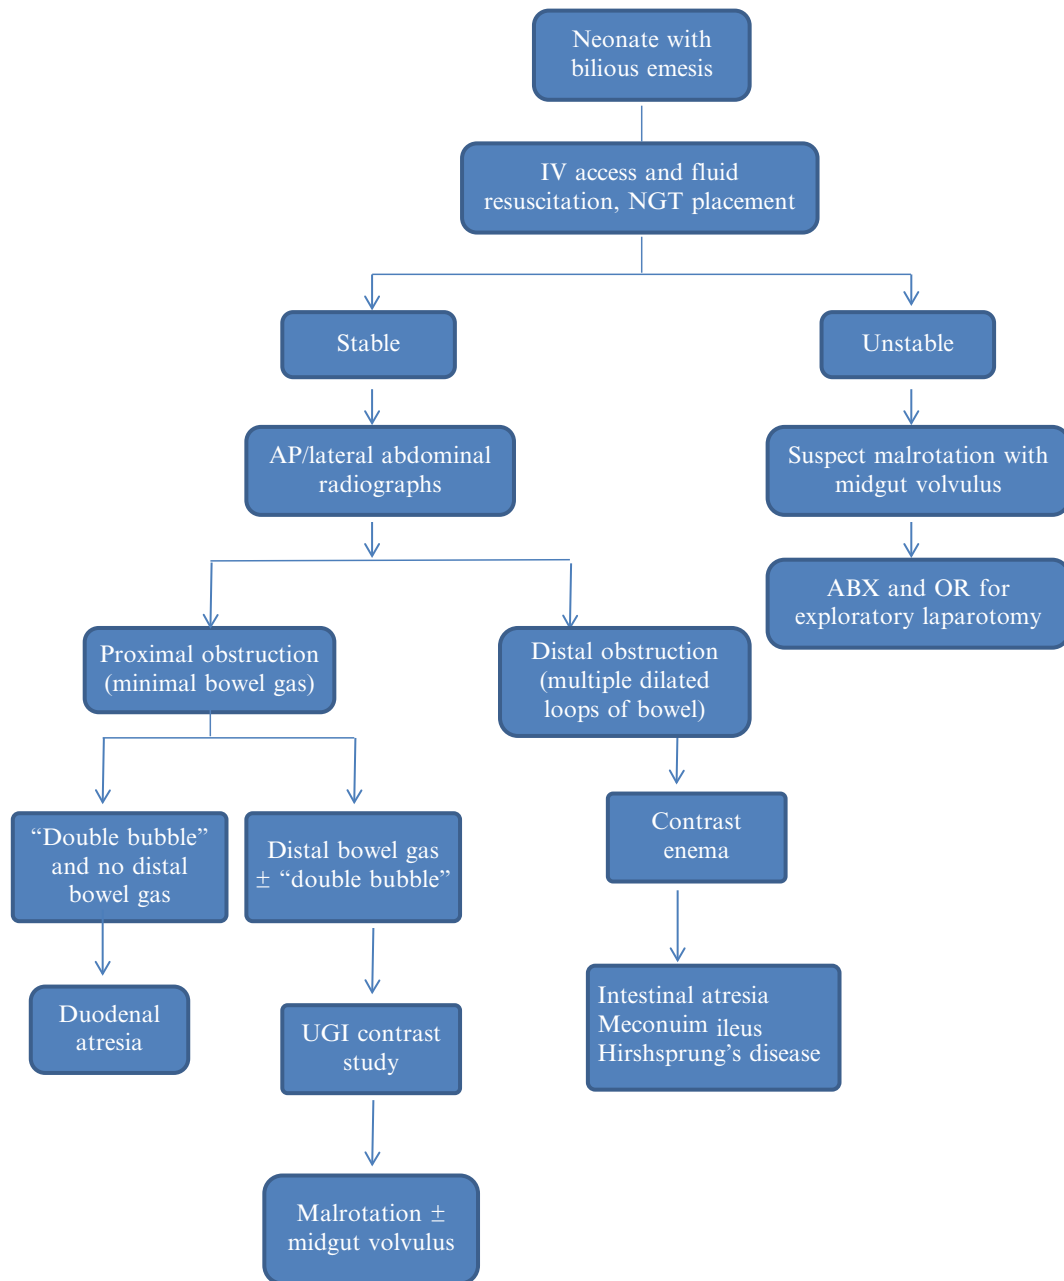 Neonate with
bilious emesis
IV access and fluid
resuscitation, NGT placement
Stable
Unstable
AP/lateral abdominal
radiographs
Suspect malrotation with
midgut volvulus
ABX and OR for
exploratory laparotomy
Proximal obstruction
(minimal bowel gas)
Distal obstruction
(multiple dilated
loops of bowel)
“Double bubble”
and no distal
bowel gas
Distal bowel gas
± “double bubble”
Contrast
enema
Duodenal
atresia
UGI contrast
study
Intestinal atresia
Meconuim ileus
Hirshsprung’s disease
Malrotation ±
midgut volvulus